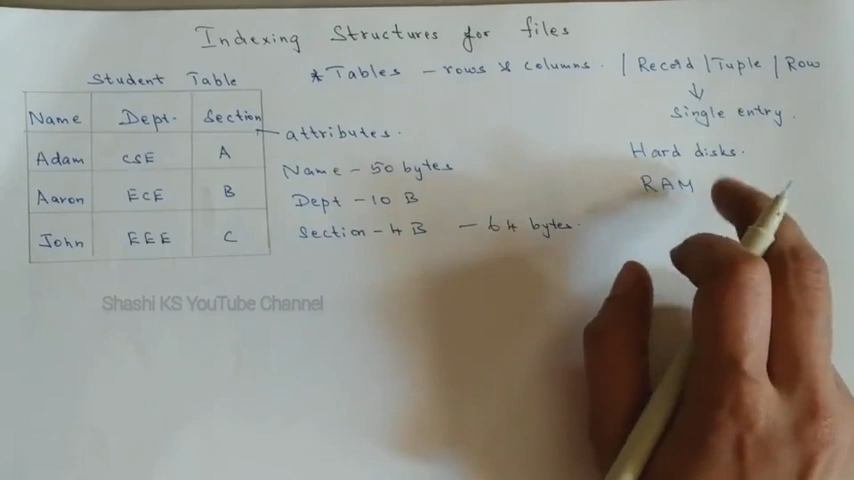 Indexing Structures for files
Student Table
*Tables - rows & columns. | Record | Tuple | Row
Single entry.
Name Dept. Section
attributes.
Adam CSE A
Aaron ECE B
John EEE C
Name - 50 bytes
Dept - 10 B
Section - 4 B - 64 bytes.
Hard disks.
RAM
Shashi KS YouTube Channel